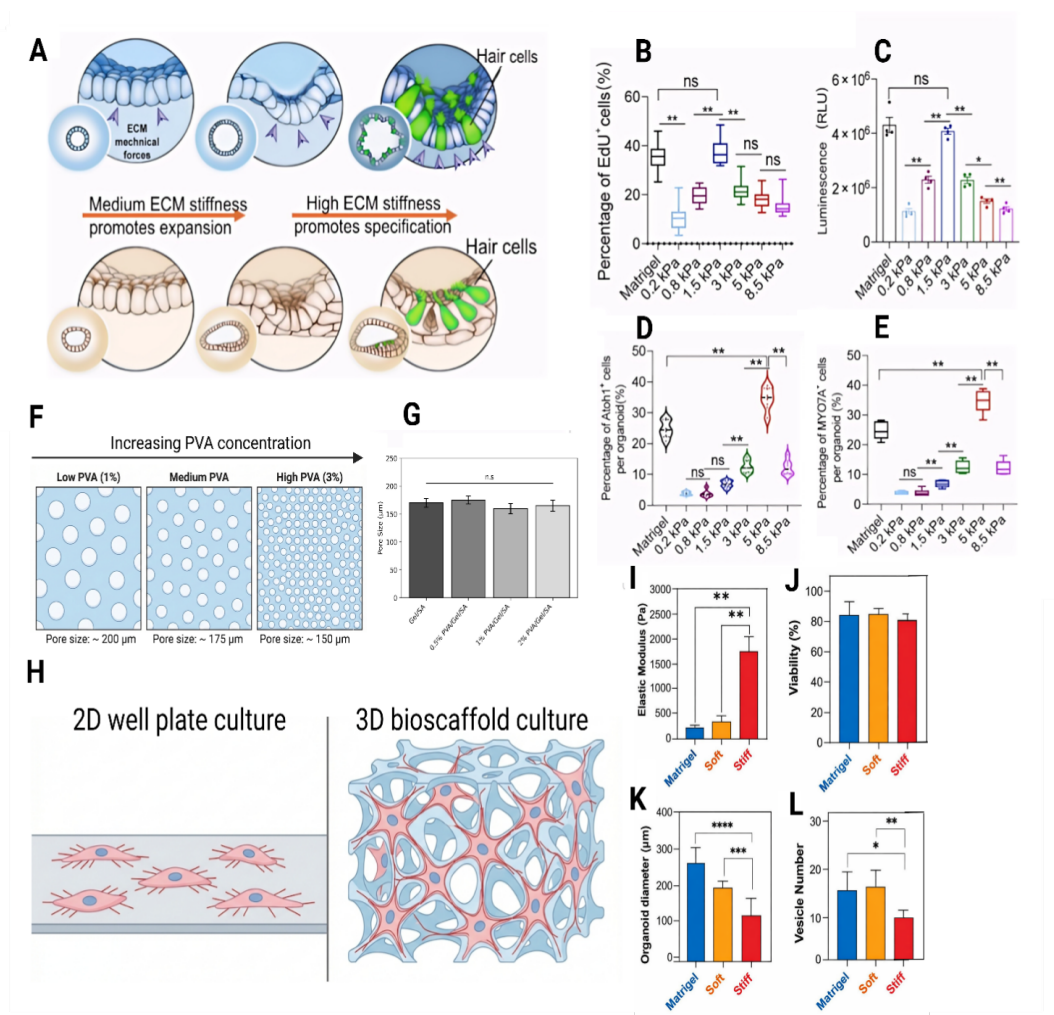 A
Hair cells
ECM
mechnical
forces
Medium ECM stiffness
promotes expansion
High ECM stiffness
promotes specification
Hair cells
B
Percentage of EdU⁺ cells (%)
60
40
20
0
ns
**
**
**
ns
ns
Matrigel
0.2 kPa
0.8 kPa
1.5 kPa
3 kPa
5 kPa
8.5 kPa
C
Luminescence (RLU)
6×10⁶
4×10⁶
2×10⁶
0
ns
**
**
**
*
**
Matrigel
0.2 kPa
0.8 kPa
1.5 kPa
3 kPa
5 kPa
8.5 kPa
D
Percentage of Atoh1⁺ cells
per organoid(%)
50
40
30
20
10
0
**
**
**
ns
ns
**
Matrigel
0.2 kPa
0.8 kPa
1.5 kPa
3 kPa
5 kPa
8.5 kPa
E
Percentage of MYO7A⁺ cells
per organoid (%)
50
40
30
20
10
0
**
**
**
ns
**
**
Matrigel
0.2 kPa
0.8 kPa
1.5 kPa
3 kPa
5 kPa
8.5 kPa
F
Increasing PVA concentration
Low PVA (1%)
Medium PVA
High PVA (3%)
Pore size: ~ 200 µm
Pore size: ~ 175 µm
Pore size: ~ 150 µm
G
Pore Size (µm)
250
200
150
100
50
0
n.s
Gel/SA
0.5% PVA/Gel/SA
1% PVA/Gel/SA
2% PVA/Gel/SA
H
2D well plate culture
3D bioscaffold culture
I
Elastic Modulus (Pa)
3000
2500
2000
1500
1000
500
0
**
**
Matrigel
Soft
Stiff
J
Viability (%)
100
80
60
40
20
0
Matrigel
Soft
Stiff
K
Organoid diameter (µm)
400
300
200
100
0
****
***
Matrigel
Soft
Stiff
L
Vesicle Number
30
20
10
0
**
*
Matrigel
Soft
Stiff